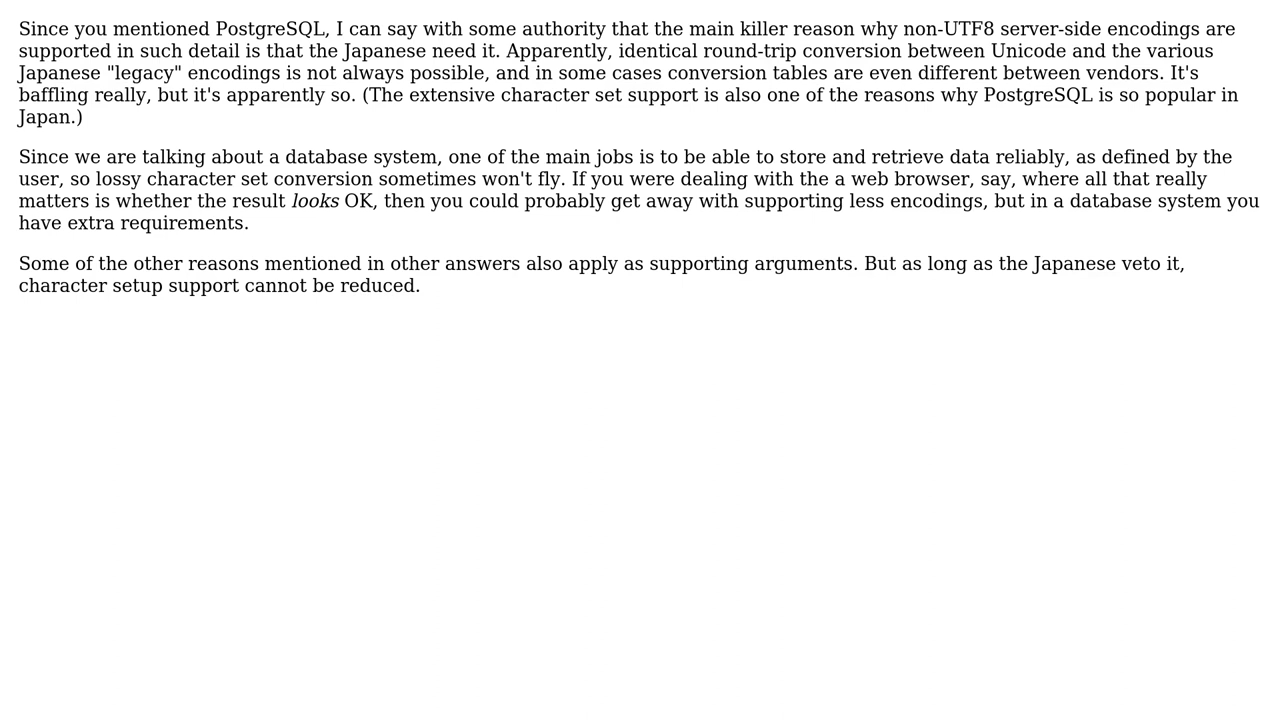 Since you mentioned PostgreSQL, I can say with some authority that the main killer reason why non-UTF8 server-side encodings are
supported in such detail is that the Japanese need it. Apparently, identical round-trip conversion between Unicode and the various
Japanese "legacy" encodings is not always possible, and in some cases conversion tables are even different between vendors. It's
baffling really, but it's apparently so. (The extensive character set support is also one of the reasons why PostgreSQL is so popular in
Japan.)
Since we are talking about a database system, one of the main jobs is to be able to store and retrieve data reliably, as defined by the
user, so lossy character set conversion sometimes won't fly. If you were dealing with the a web browser, say, where all that really
matters is whether the result looks OK, then you could probably get away with supporting less encodings, but in a database system you
have extra requirements.
Some of the other reasons mentioned in other answers also apply as supporting arguments. But as long as the Japanese veto it,
character setup support cannot be reduced.